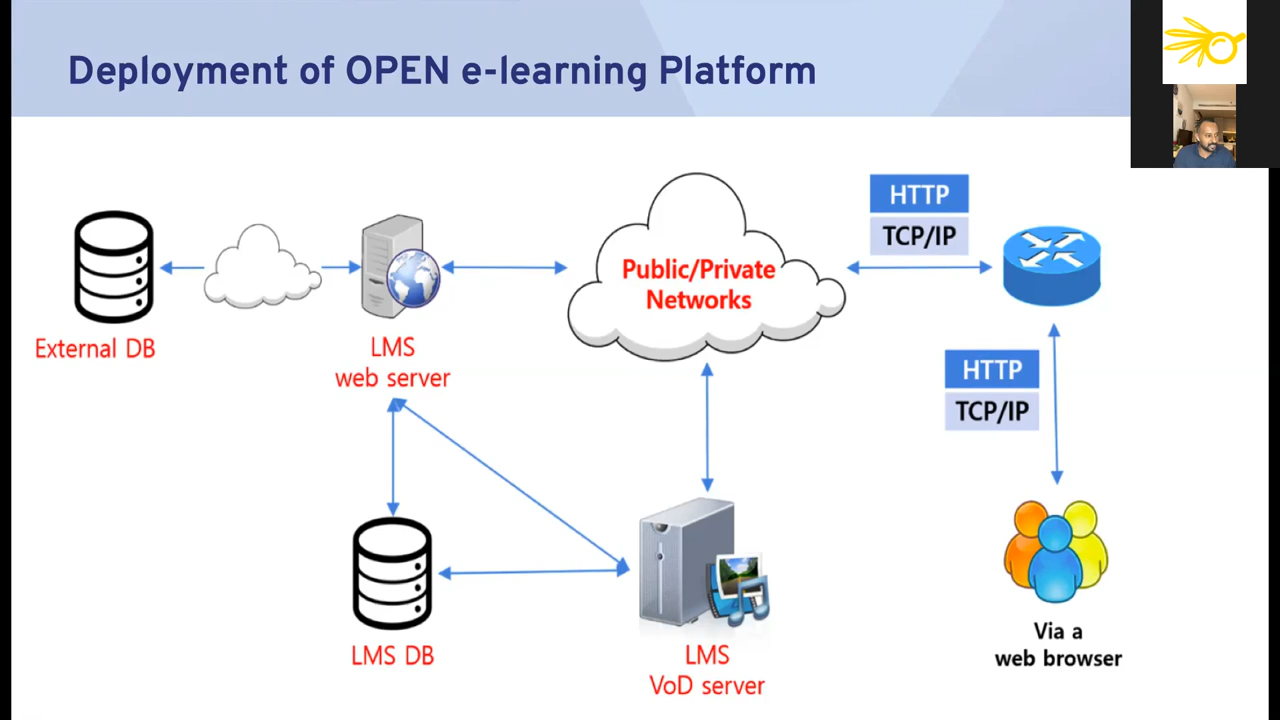 Deployment of OPEN e-learning Platform
HTTP
TCP/IP
Public/Private
Networks
External DB
LMS
web server
HTTP
TCP/IP
LMS DB
LMS
VoD server
Via a
web browser